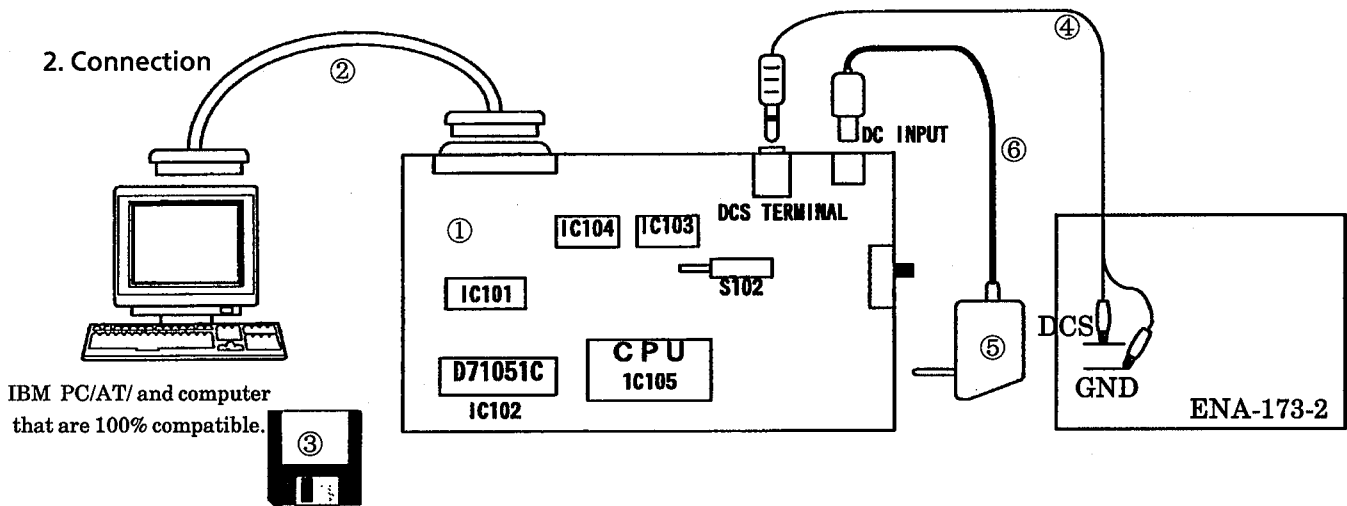 2. Connection
②
④
DC INPUT
⑥
DCS TERMINAL
①
IC104
IC103
S102
IC101
DCS
⑤
CPU
1C105
D71051C
IC102
GND
ENA-173-2
IBM PC/AT/ and computer
that are 100% compatible.
③